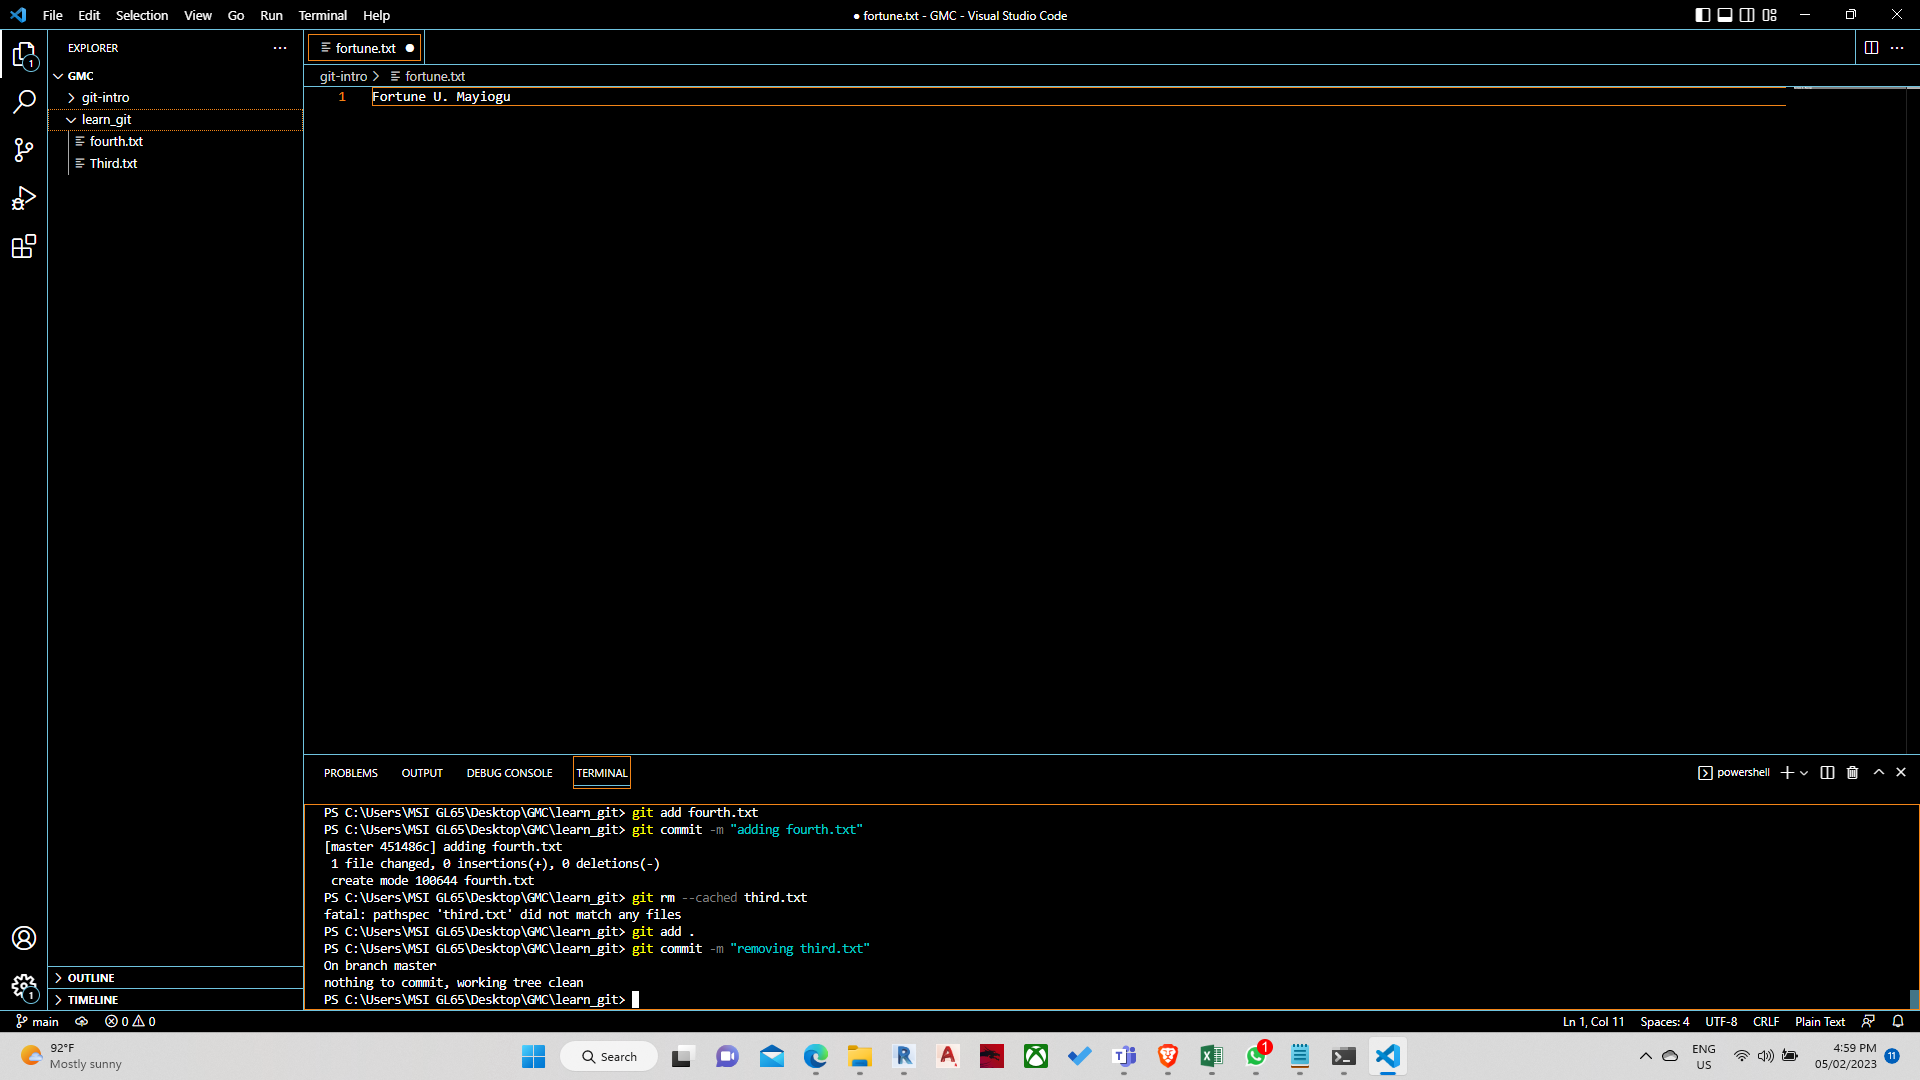 File Edit Selection View Go Run Terminal Help
● fortune.txt - GMC - Visual Studio Code
EXPLORER
GMC
git-intro
learn_git
fourth.txt
Third.txt
OUTLINE
TIMELINE
1
1
fortune.txt
git-intro > fortune.txt
1 Fortune U. Mayiogu
PROBLEMS OUTPUT DEBUG CONSOLE TERMINAL
powershell
PS C:\Users\MSI GL65\Desktop\GMC\learn_git> git add fourth.txt
PS C:\Users\MSI GL65\Desktop\GMC\learn_git> git commit -m "adding fourth.txt"
[master 451486c] adding fourth.txt
1 file changed, 0 insertions(+), 0 deletions(-)
create mode 100644 fourth.txt
PS C:\Users\MSI GL65\Desktop\GMC\learn_git> git rm --cached third.txt
fatal: pathspec 'third.txt' did not match any files
PS C:\Users\MSI GL65\Desktop\GMC\learn_git> git add .
PS C:\Users\MSI GL65\Desktop\GMC\learn_git> git commit -m "removing third.txt"
On branch master
nothing to commit, working tree clean
PS C:\Users\MSI GL65\Desktop\GMC\learn_git>
main 0 0
Ln 1, Col 11 Spaces: 4 UTF-8 CRLF Plain Text
92°F
Mostly sunny
Search
1
ENG
US
4:59 PM
05/02/2023
11